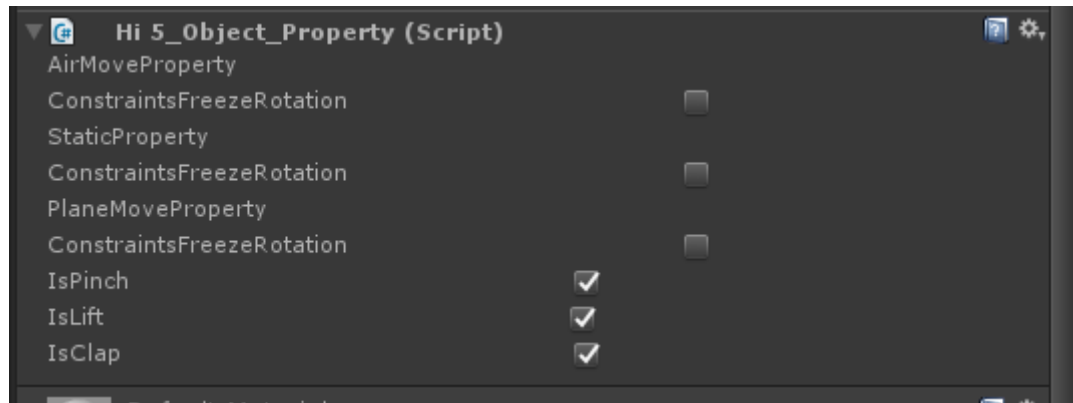 Hi 5_Object_Property (Script)
AirMoveProperty
ConstraintsFreezeRotation
StaticProperty
ConstraintsFreezeRotation
PlaneMoveProperty
ConstraintsFreezeRotation
IsPinch
IsLift
IsClap